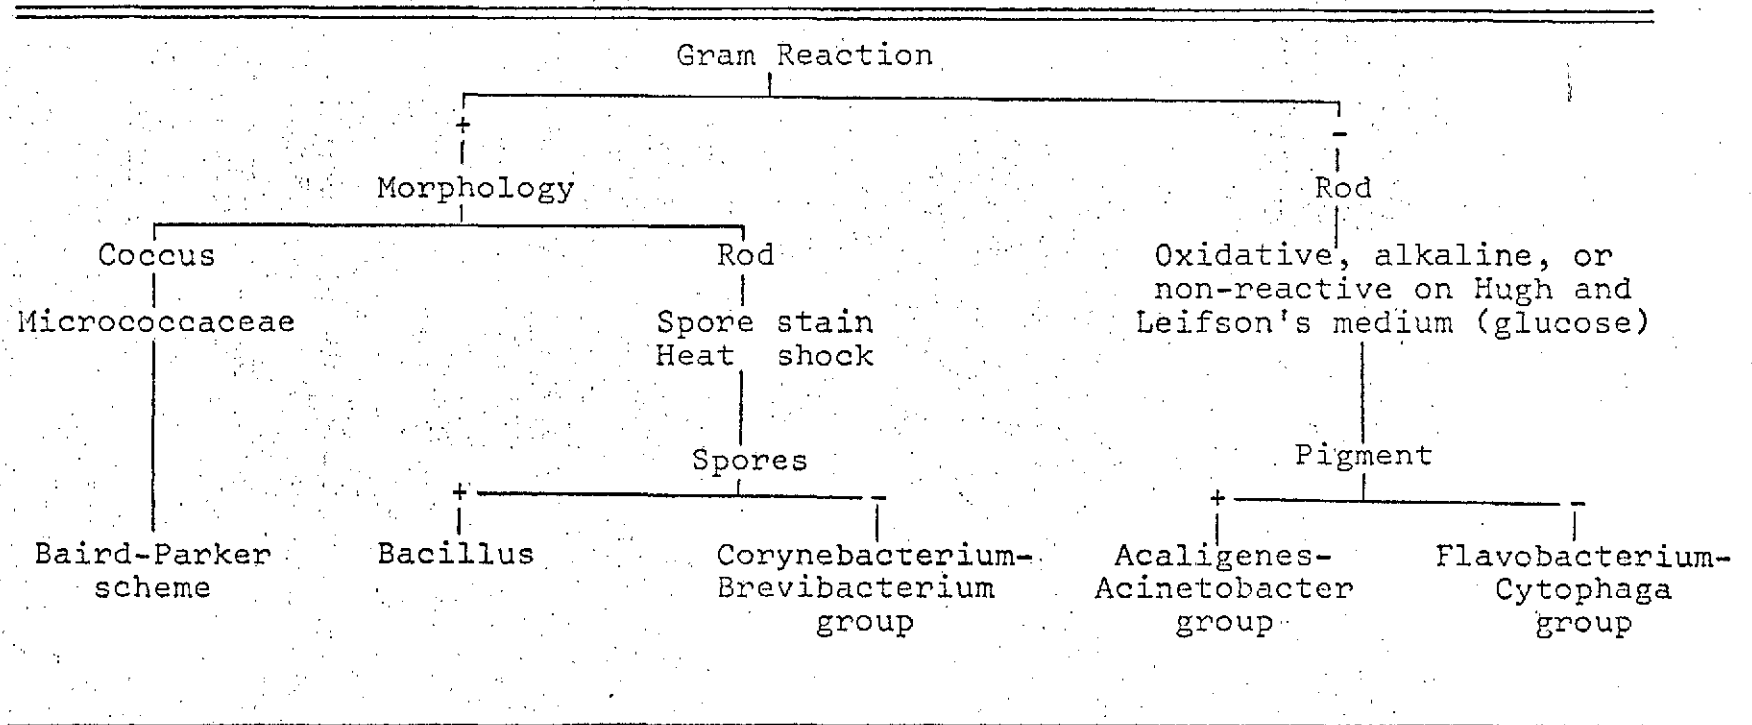 Gram Reaction
+ -
Morphology Rod
Coccus Rod Oxidative, alkaline, or
non-reactive on Hugh and
Micrococcaceae Spore stain Leifson's medium (glucose)
Heat shock
Spores Pigment
+ - + -
Baird-Parker Bacillus Corynebacterium- Acaligenes- Flavobacterium-
scheme Brevibacterium Acinetobacter Cytophaga
group group group